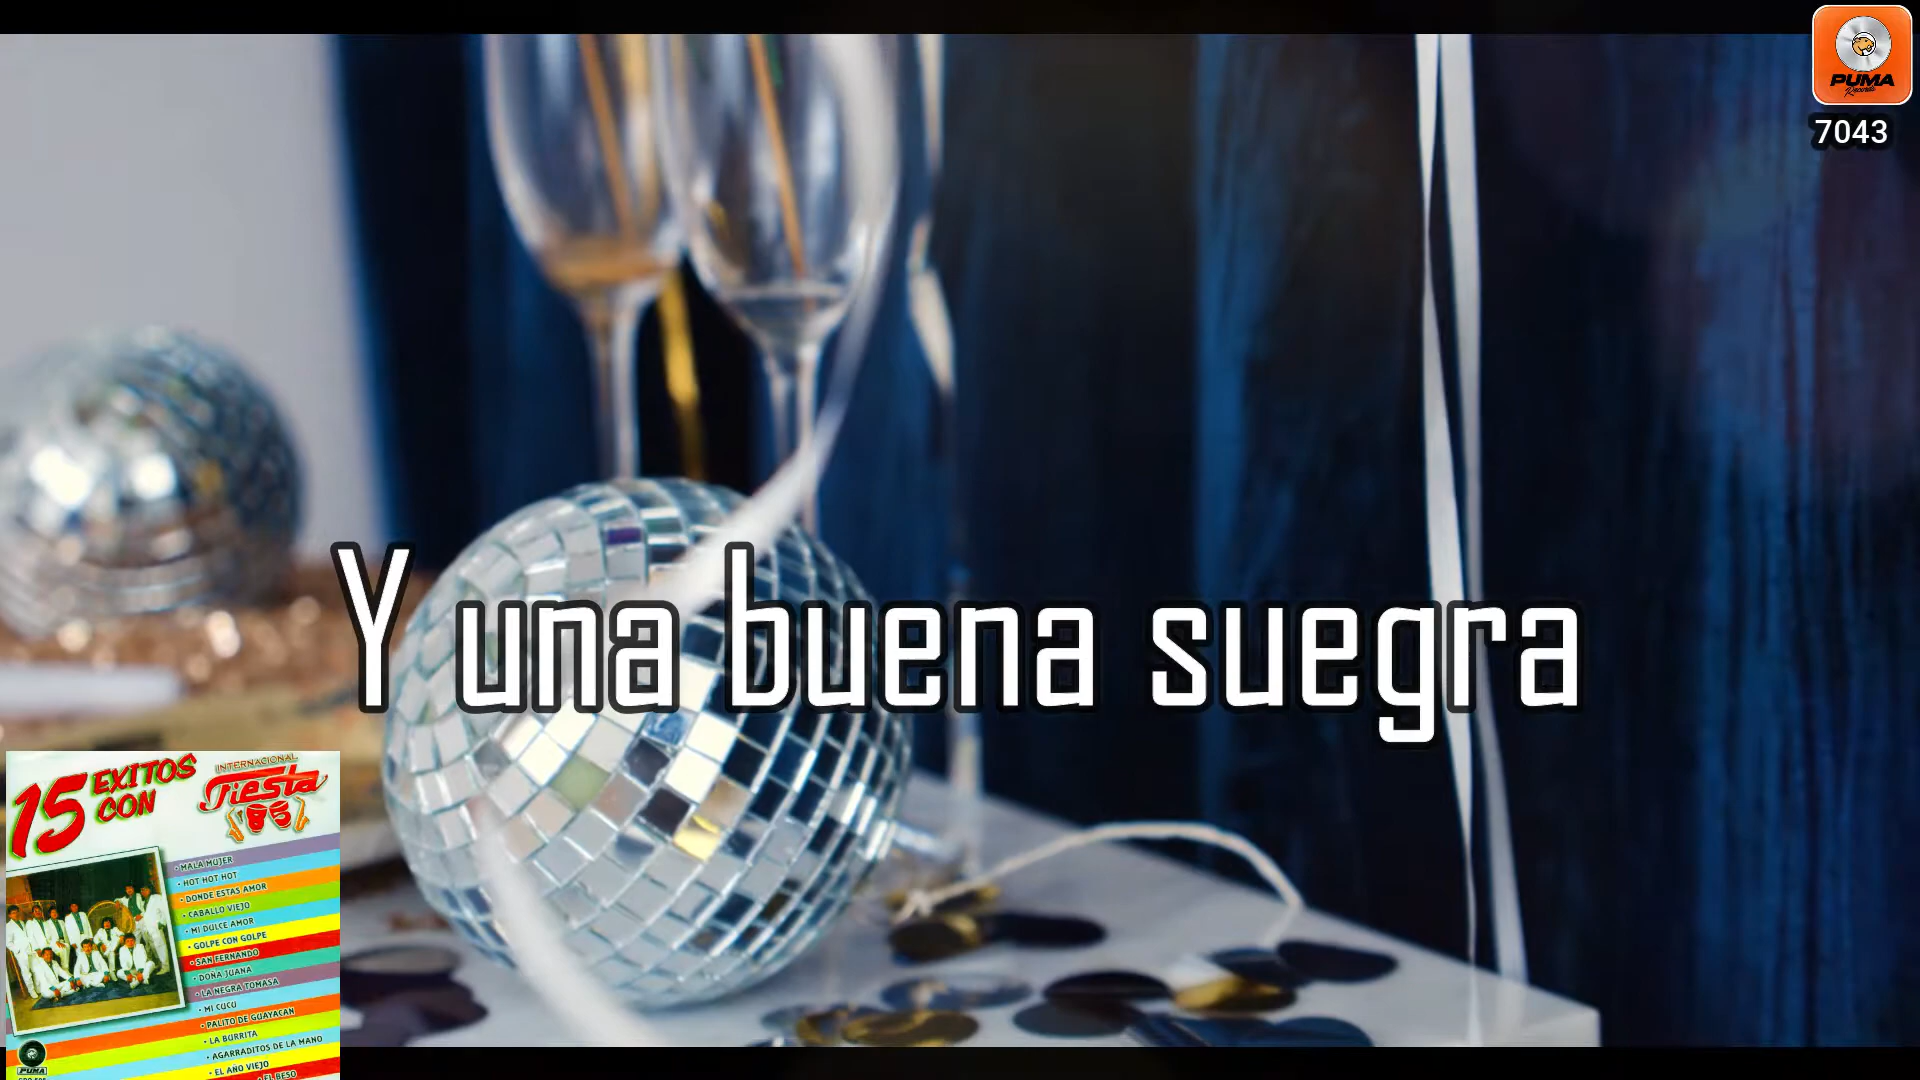 PUMA
Records
7043
Y una buena suegra
15 EXITOS
CON
INTERNACIONAL
Fiesta
85
• MALA MUJER
• HOT HOT HOT
• DONDE ESTAS AMOR
• CABALLO VIEJO
• MI DULCE AMOR
• GOLPE CON GOLPE
• SAN FERNANDO
• DOÑA JUANA
• LA NEGRA TOMASA
• MI CUCU
• PALITO DE GUAYACAN
• LA BURRITA
• AGARRADITOS DE LA MANO
• EL AÑO VIEJO
• EL BESO
PUMA